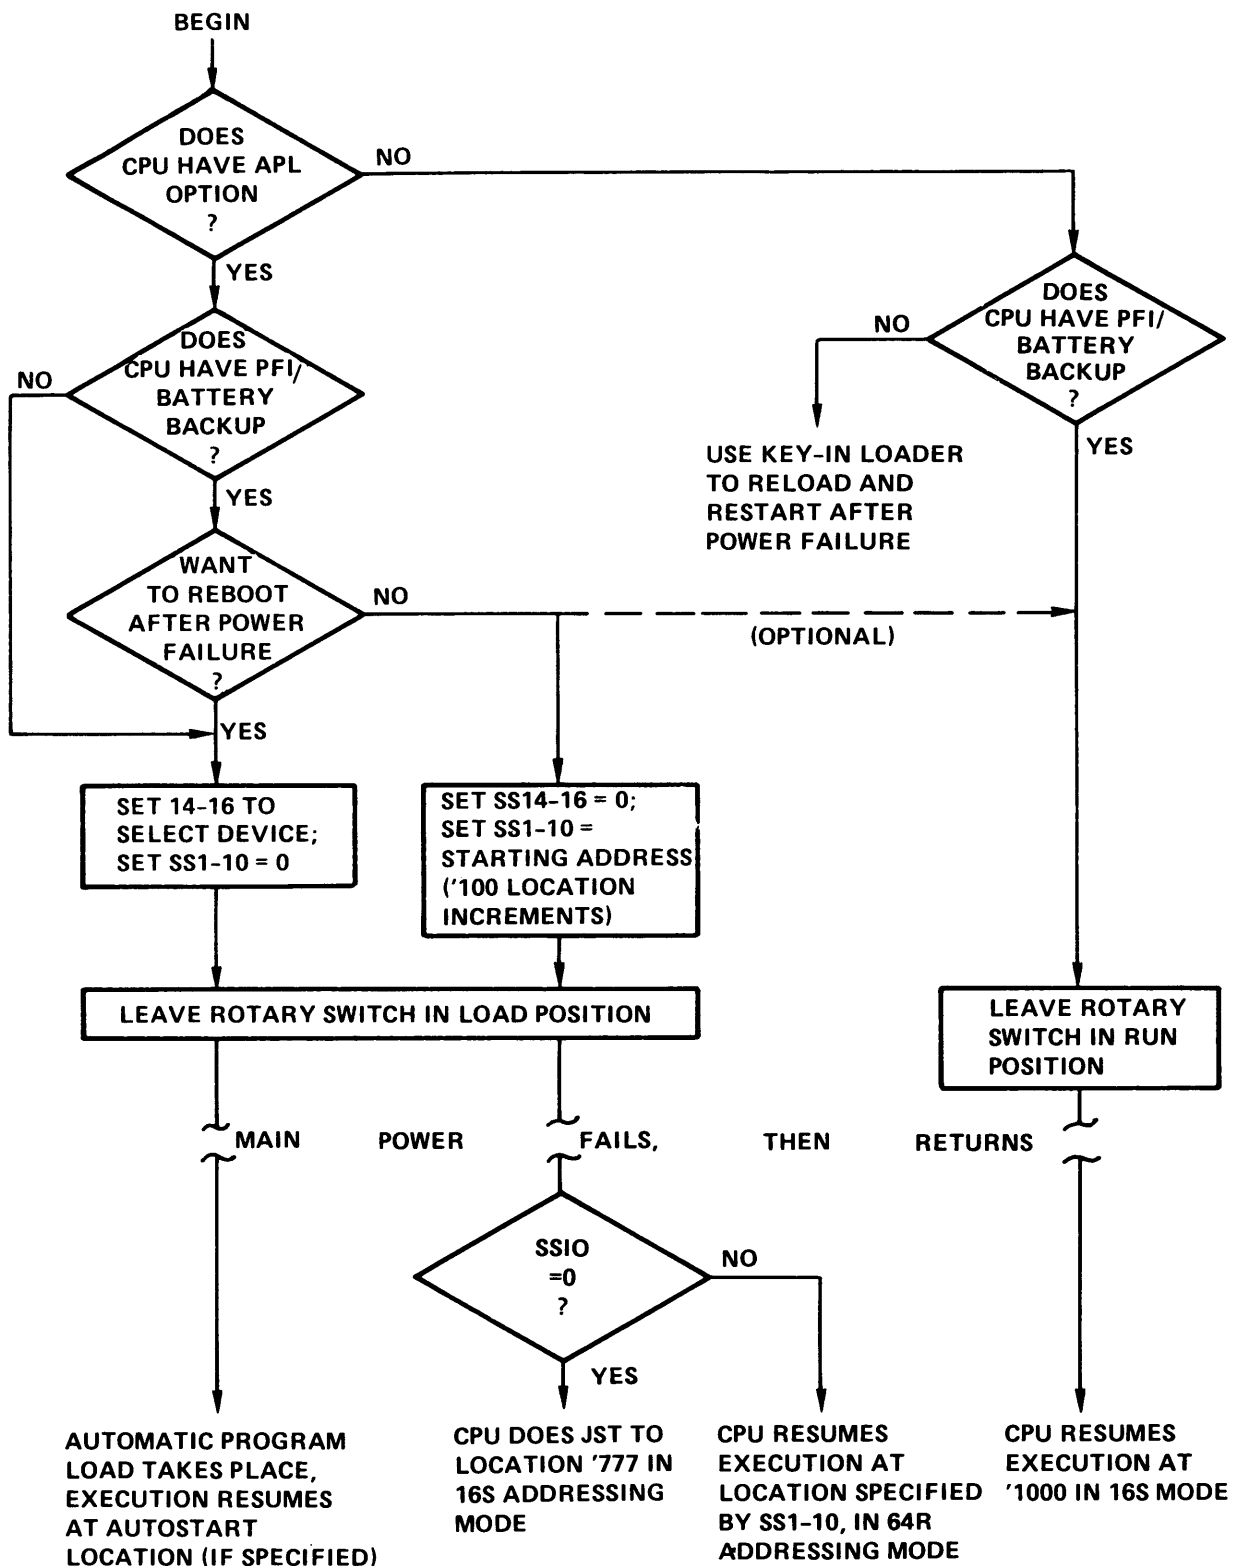 BEGIN
DOES
CPU HAVE APL
OPTION
?
NO
YES
DOES
CPU HAVE PFI/
BATTERY
BACKUP
?
NO
YES
DOES
CPU HAVE PFI/
BATTERY
BACKUP
?
NO
YES
USE KEY-IN LOADER
TO RELOAD AND
RESTART AFTER
POWER FAILURE
WANT
TO REBOOT
AFTER POWER
FAILURE
?
NO
(OPTIONAL)
YES
SET 14-16 TO
SELECT DEVICE;
SET SS1-10 = 0
SET SS14-16 = 0;
SET SS1-10 =
STARTING ADDRESS
('100 LOCATION
INCREMENTS)
LEAVE ROTARY SWITCH IN LOAD POSITION
LEAVE ROTARY
SWITCH IN RUN
POSITION
MAIN POWER FAILS, THEN RETURNS
SSIO
=0
?
NO
YES
AUTOMATIC PROGRAM
LOAD TAKES PLACE,
EXECUTION RESUMES
AT AUTOSTART
LOCATION (IF SPECIFIED)
CPU DOES JST TO
LOCATION '777 IN
16S ADDRESSING
MODE
CPU RESUMES
EXECUTION AT
LOCATION SPECIFIED
BY SS1-10, IN 64R
ADDRESSING MODE
CPU RESUMES
EXECUTION AT
'1000 IN 16S MODE